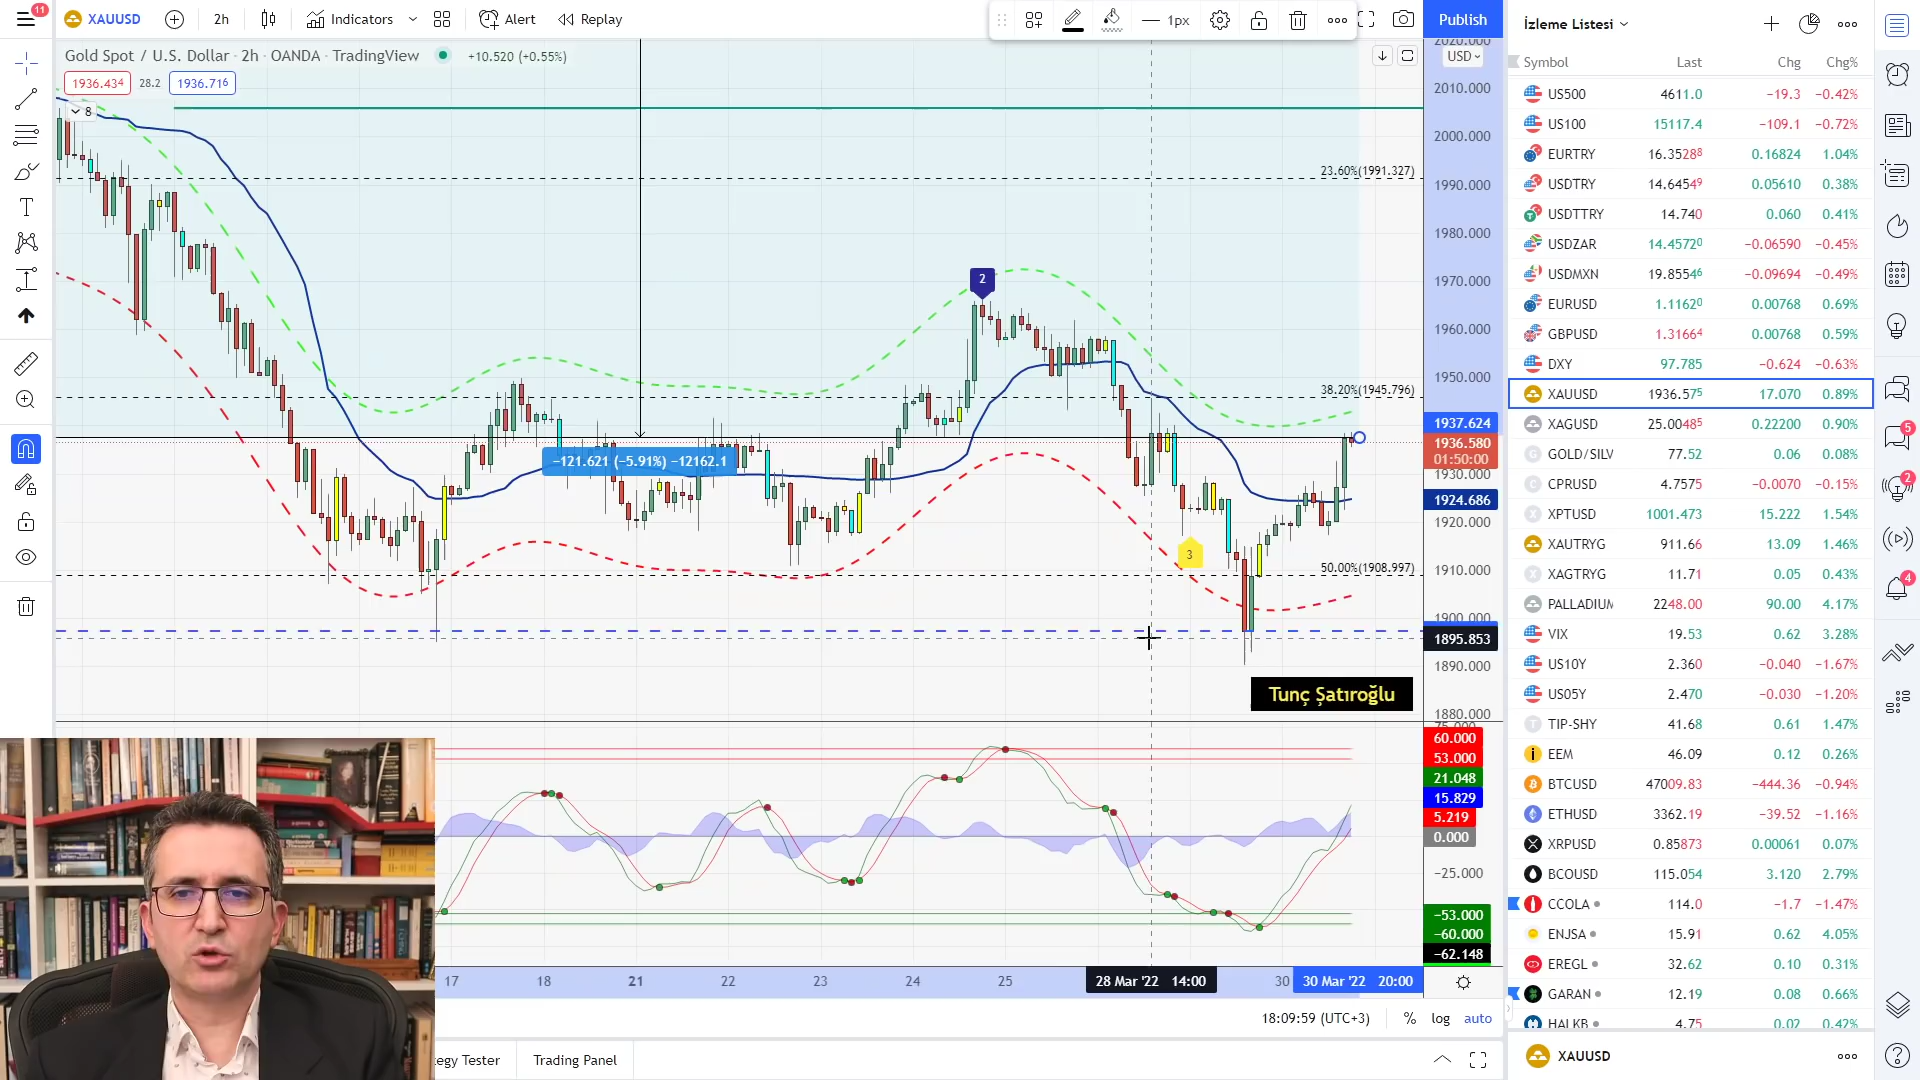 11
XAUUSD
2h
Indicators
Alert
Replay
1px
Publish
İzleme Listesi
Gold Spot / U.S. Dollar · 2h · OANDA · TradingView
+10.520 (+0.55%)
1936.434
28.2
1936.716
8
USD
2020.000
2010.000
2000.000
1990.000
1980.000
1970.000
1960.000
1950.000
1937.624
1936.580
01:50:00
1930.000
1924.686
1920.000
1910.000
1900.000
1895.853
1890.000
1880.000
23.60%(1991.327)
38.20%(1945.796)
50.00%(1908.997)
2
3
−121.621 (−5.91%) −12162.1
Tunç Şatıroğlu
75.000
60.000
53.000
21.048
15.829
5.219
0.000
−25.000
−53.000
−60.000
−62.148
17
18
21
22
23
24
25
28 Mar '22 14:00
30
30 Mar '22 20:00
18:09:59 (UTC+3)
%
log
auto
egy Tester
Trading Panel
Symbol Last Chg Chg%
US500 4611.0 −19.3 −0.42%
US100 15117.4 −109.1 −0.72%
EURTRY 16.35288 0.16824 1.04%
USDTRY 14.64549 0.05610 0.38%
USDTTRY 14.740 0.060 0.41%
USDZAR 14.45720 −0.06590 −0.45%
USDMXN 19.85546 −0.09694 −0.49%
EURUSD 1.11620 0.00768 0.69%
GBPUSD 1.31664 0.00768 0.59%
DXY 97.785 −0.624 −0.63%
XAUUSD 1936.575 17.070 0.89%
XAGUSD 25.00485 0.22200 0.90%
GOLD/SILV 77.52 0.06 0.08%
CPRUSD 4.7575 −0.0070 −0.15%
XPTUSD 1001.473 15.222 1.54%
XAUTRYG 911.66 13.09 1.46%
XAGTRYG 11.71 0.05 0.43%
PALLADIUM 2248.00 90.00 4.17%
VIX 19.53 0.62 3.28%
US10Y 2.360 −0.040 −1.67%
US05Y 2.470 −0.030 −1.20%
TIP-SHY 41.68 0.61 1.47%
EEM 46.09 0.12 0.26%
BTCUSD 47009.83 −444.36 −0.94%
ETHUSD 3362.19 −39.52 −1.16%
XRPUSD 0.85873 0.00061 0.07%
BCOUSD 115.054 3.120 2.79%
CCOLA 114.0 −1.7 −1.47%
ENJSA 15.91 0.62 4.05%
EREGL 32.62 0.10 0.31%
GARAN 12.19 0.08 0.66%
HALKB 4.75 0.02 0.42%
XAUUSD
5
2
4